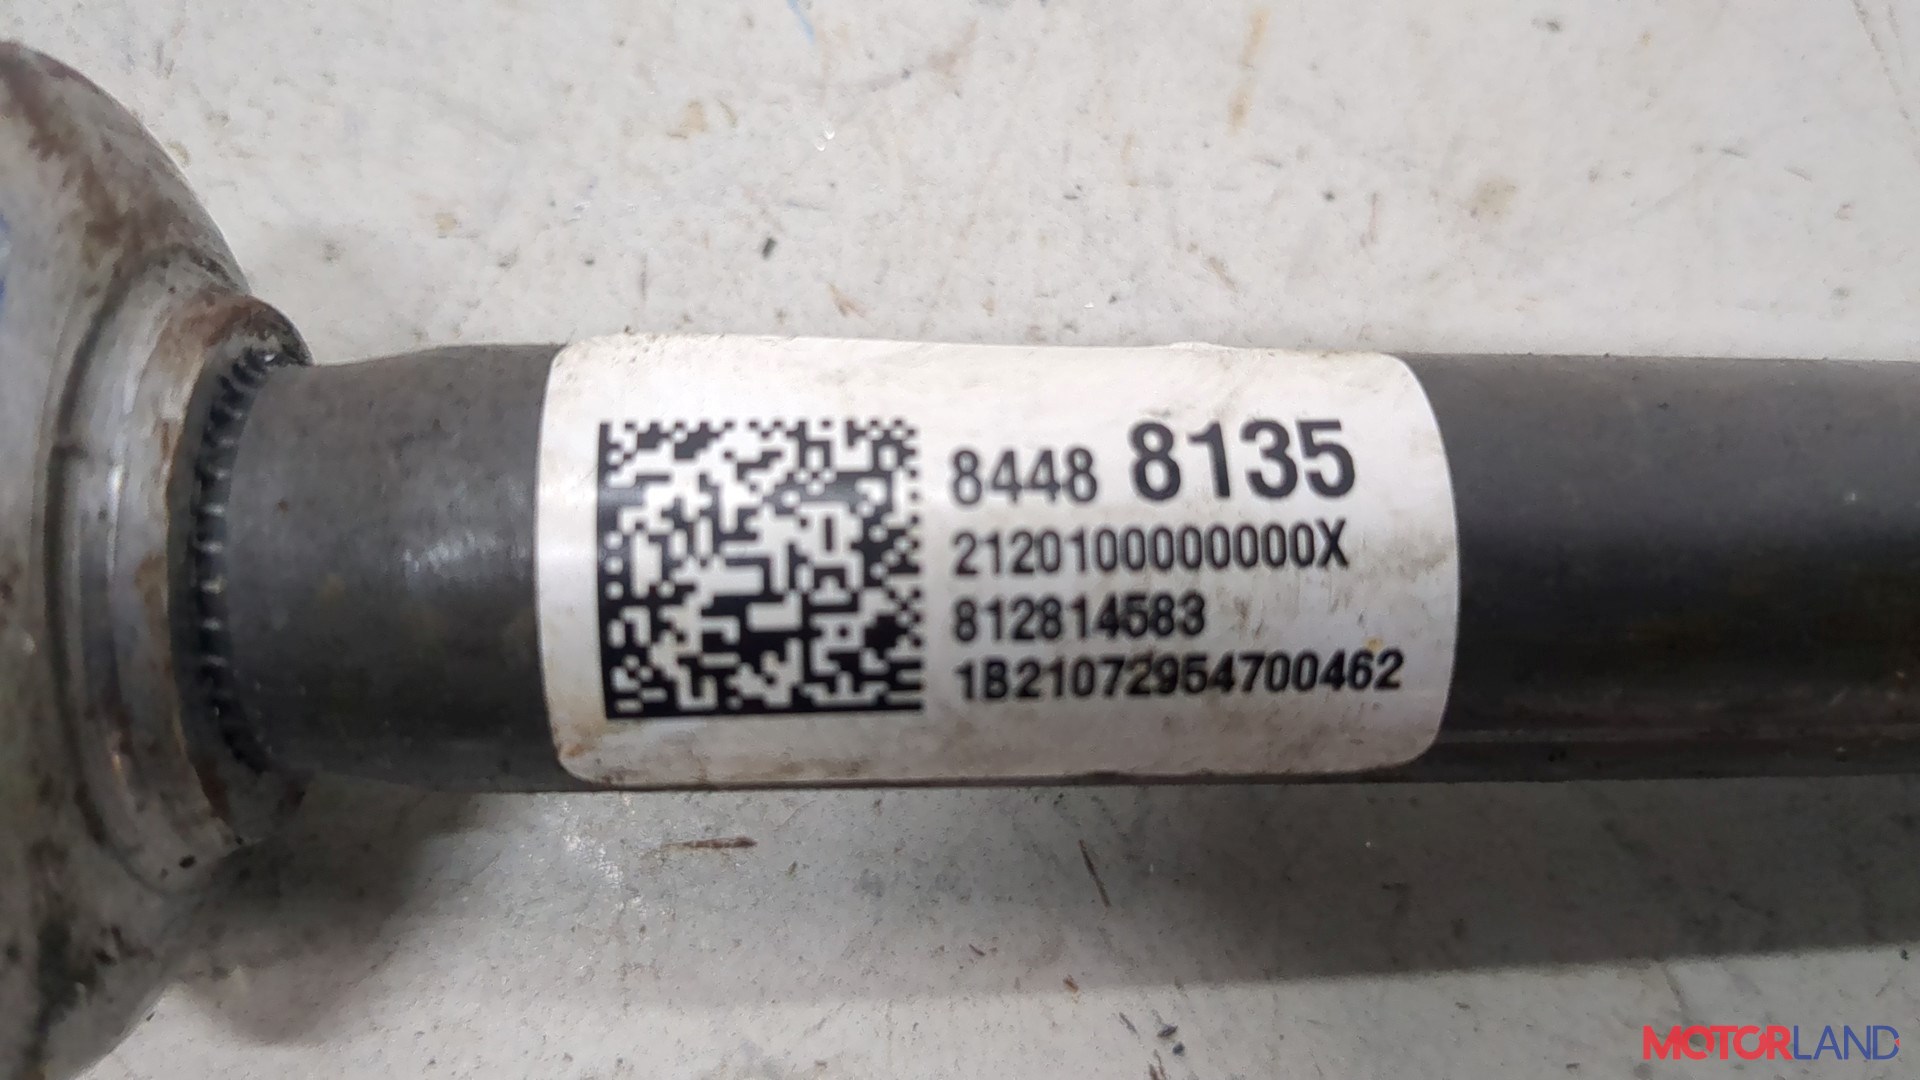 8448 8135
2120100000000X
812814583
1B21072954700462
MOTORLAND